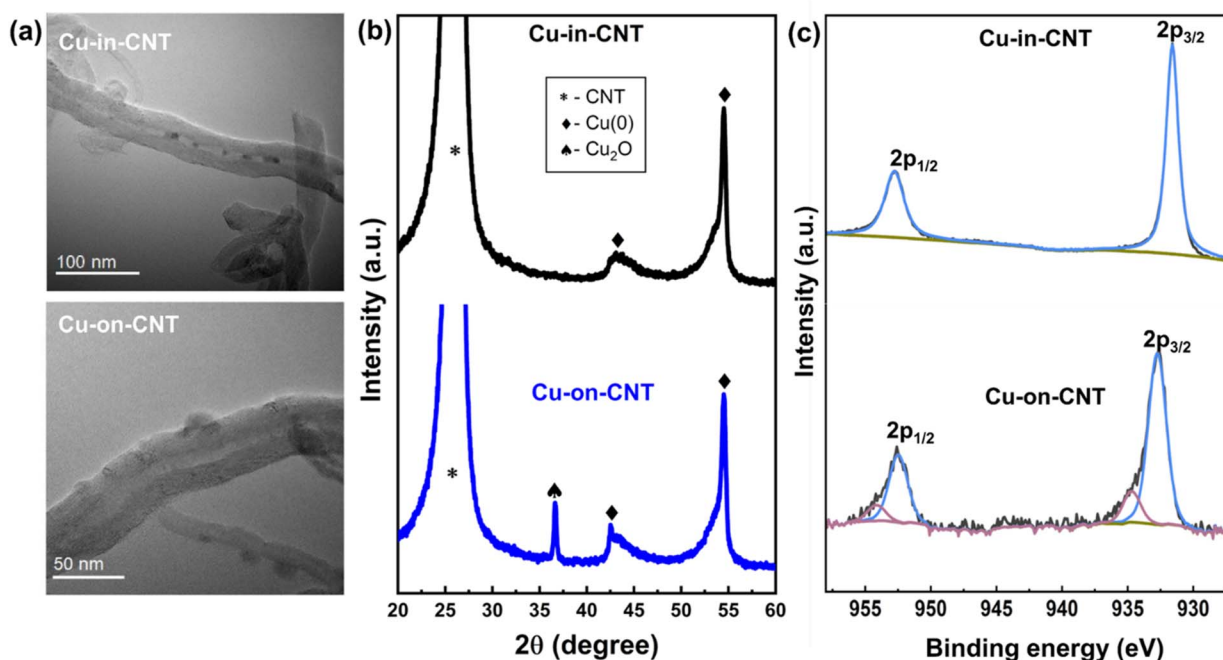 (a)
Cu-in-CNT
100 nm
Cu-on-CNT
50 nm
(b)
Cu-in-CNT
* - CNT
♦ - Cu(0)
♠ - Cu₂O
♦
*
♦
Cu-on-CNT
♦
♠
*
♦
Intensity (a.u.)
20 25 30 35 40 45 50 55 60
2θ (degree)
(c)
Cu-in-CNT
2p₃/₂
2p₁/₂
Cu-on-CNT
2p₃/₂
2p₁/₂
Intensity (a.u.)
955 950 945 940 935 930
Binding energy (eV)